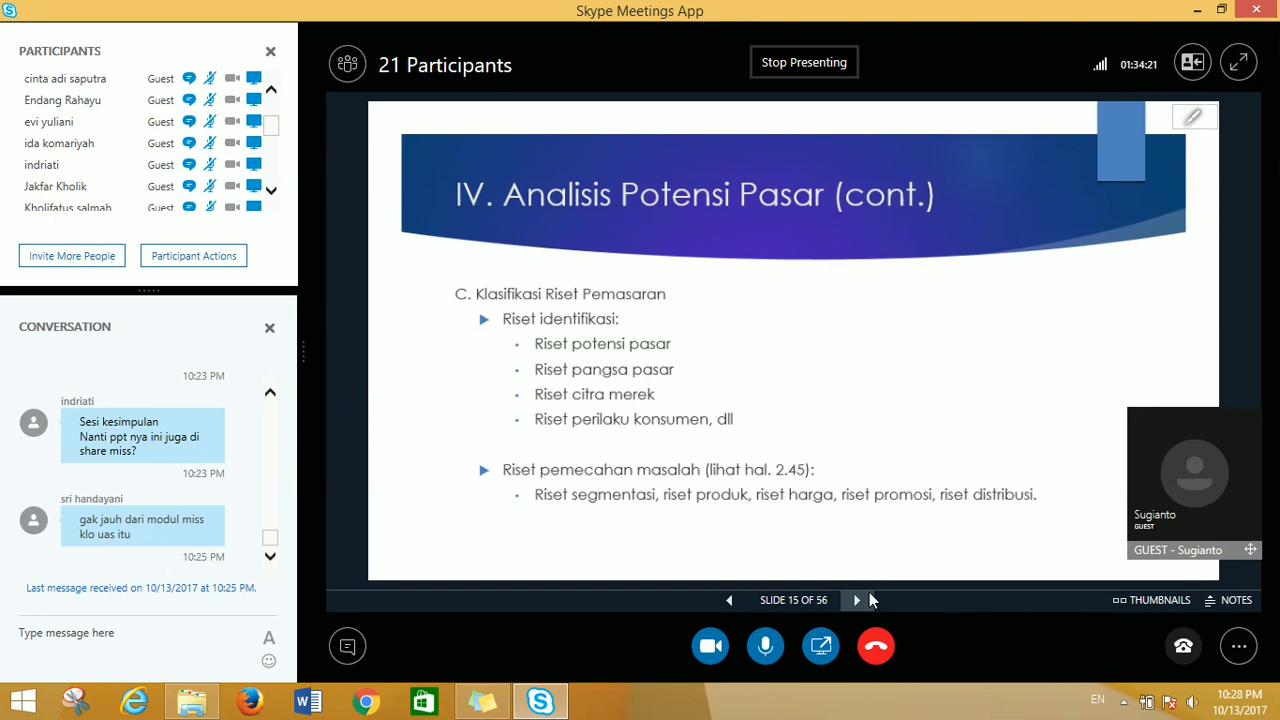 Skype Meetings App
PARTICIPANTS
cinta adi saputra Guest
Endang Rahayu Guest
evi yuliani Guest
ida komariyah Guest
indriati Guest
Jakfar Kholik Guest
Kholifatus salmah Guest
Invite More People
Participant Actions
CONVERSATION
10:23 PM
indriati
Sesi kesimpulan
Nanti ppt nya ini juga di
share miss?
10:23 PM
sri handayani
gak jauh dari modul miss
klo uas itu
10:25 PM
Last message received on 10/13/2017 at 10:25 PM.
Type message here
A
21 Participants
Stop Presenting
01:34:21
IV. Analisis Potensi Pasar (cont.)
C. Klasifikasi Riset Pemasaran
Riset identifikasi:
Riset potensi pasar
Riset pangsa pasar
Riset citra merek
Riset perilaku konsumen, dll
Riset pemecahan masalah (lihat hal. 2.45):
Riset segmentasi, riset produk, riset harga, riset promosi, riset distribusi.
Sugianto
GUEST
GUEST - Sugianto
SLIDE 15 OF 56
THUMBNAILS
NOTES
EN
10:28 PM
10/13/2017